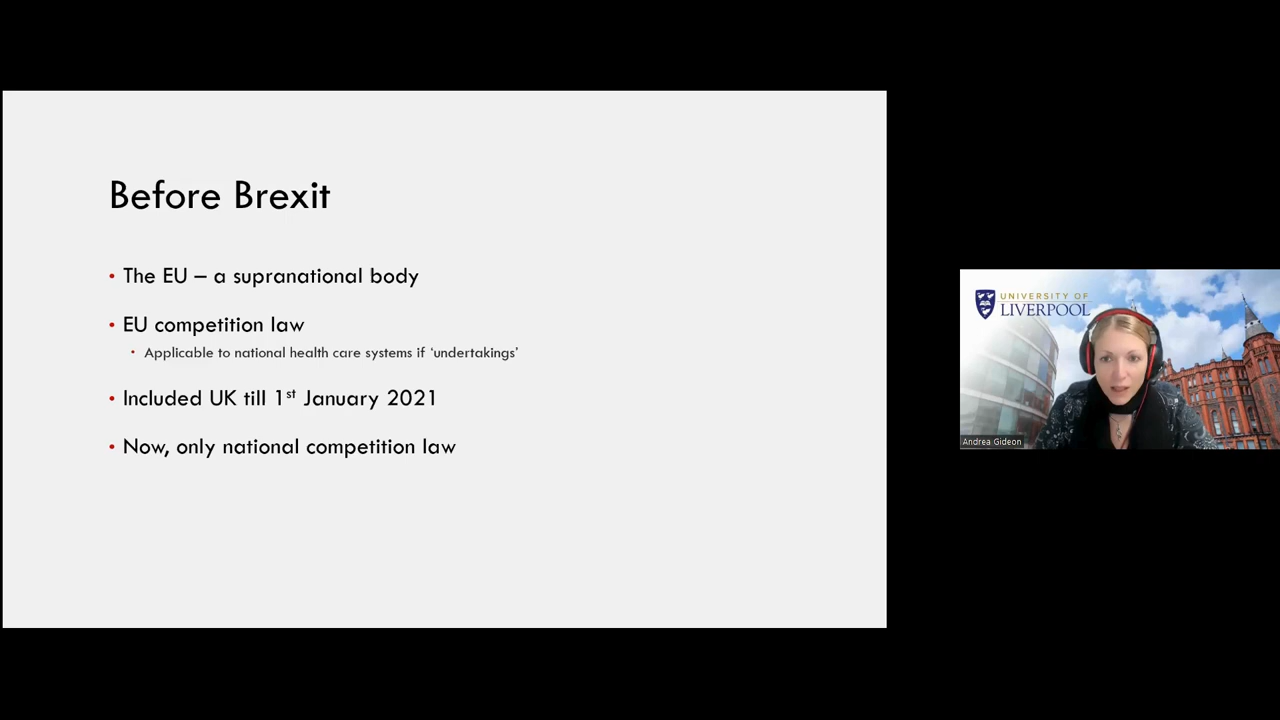 Before Brexit
• The EU – a supranational body
• EU competition law
• Applicable to national health care systems if ‘undertakings’
• Included UK till 1st January 2021
• Now, only national competition law
UNIVERSITY OF
LIVERPOOL
Andrea Gideon